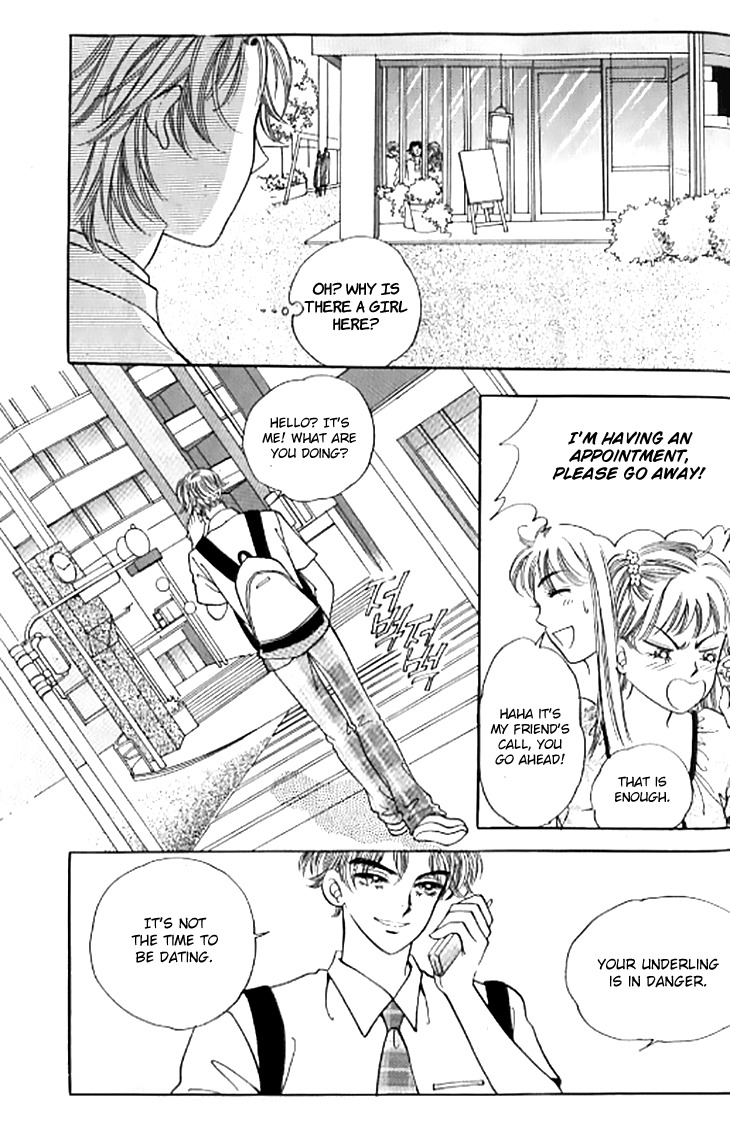 OH? WHY IS
THERE A GIRL
HERE?
HELLO? IT'S
ME! WHAT ARE
YOU DOING?
I'M HAVING AN
APPOINTMENT,
PLEASE GO AWAY!
HAHA IT'S
MY FRIEND'S
CALL, YOU
GO AHEAD!
THAT IS
ENOUGH.
IT'S NOT
THE TIME TO
BE DATING.
YOUR UNDERLING
IS IN DANGER.